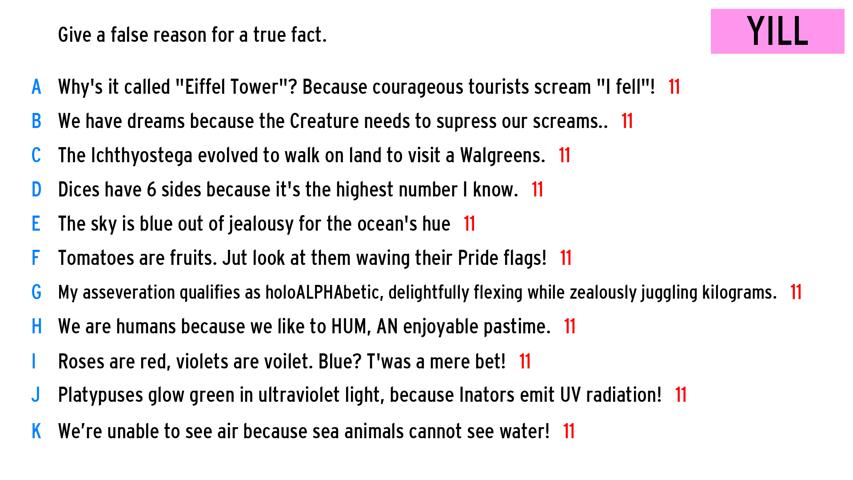 Give a false reason for a true fact.
YILL
A Why's it called "Eiffel Tower"? Because courageous tourists scream "I fell"! 11
B We have dreams because the Creature needs to supress our screams.. 11
C The Ichthyostega evolved to walk on land to visit a Walgreens. 11
D Dices have 6 sides because it's the highest number I know. 11
E The sky is blue out of jealousy for the ocean's hue 11
F Tomatoes are fruits. Jut look at them waving their Pride flags! 11
G My asseveration qualifies as holoALPHAbetic, delightfully flexing while zealously juggling kilograms. 11
H We are humans because we like to HUM, AN enjoyable pastime. 11
I Roses are red, violets are voilet. Blue? T'was a mere bet! 11
J Platypuses glow green in ultraviolet light, because Inators emit UV radiation! 11
K We’re unable to see air because sea animals cannot see water! 11